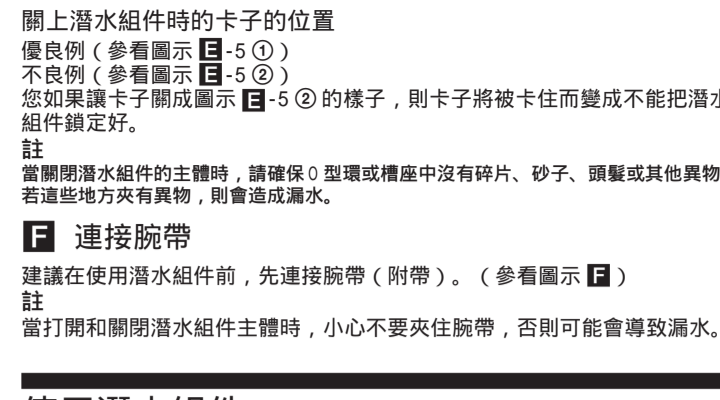 關上潛水組件時的卡子的位置
優良例（參看圖示 E -5 ①）
不良例（參看圖示 E -5 ②）
您如果讓卡子關成圖示 E -5 ② 的樣子，則卡子將被卡住而變成不能把潛水
組件鎖定好。
註
當關閉潛水組件的主體時，請確保 O 型環或槽座中沒有碎片、砂子、頭髮或其他異物
若這些地方夾有異物，則會造成漏水。
F 連接腕帶
建議在使用潛水組件前，先連接腕帶（附帶）。（參看圖示 F ）
註
當打開和關閉潛水組件主體時，小心不要夾住腕帶，否則可能會導致漏水。